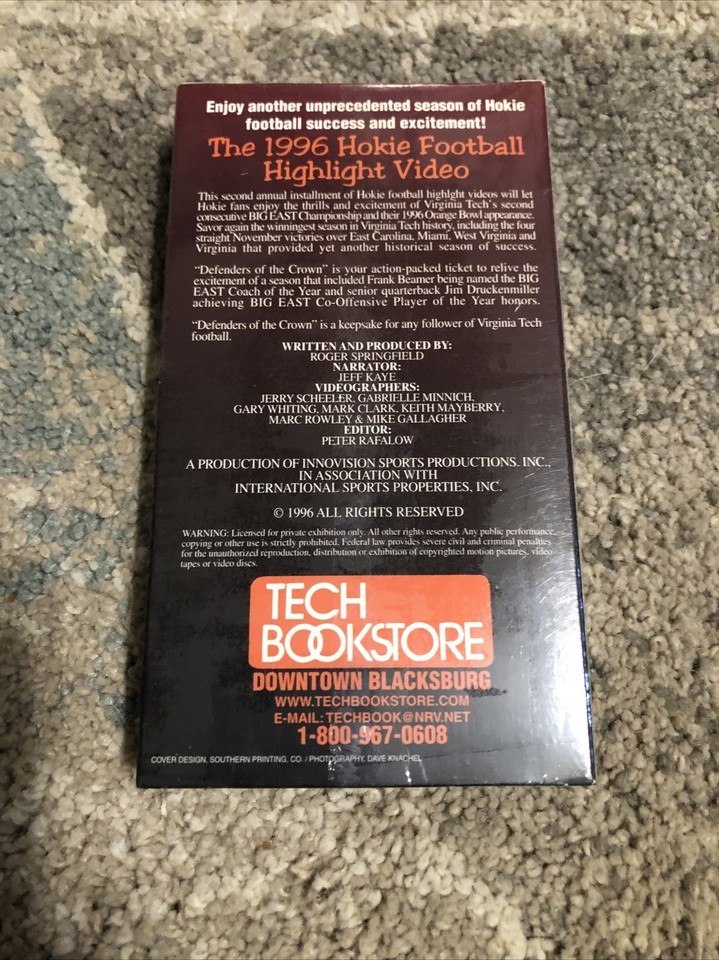 Enjoy another unprecedented season of Hokie
football success and excitement!
The 1996 Hokie Football
Highlight Video
This second annual installment of Hokie football highlght videos will let
Hokie fans enjoy the thrills and excitement of Virginia Tech's second
consecutive BIG EAST Championship and their 1996 Orange Bowl appearance.
Savor again the winningest season in Virginia Tech history, including the four
straight November victories over East Carolina, Miami, West Virginia and
Virginia that provided yet another historical season of success.
"Defenders of the Crown" is your action-packed ticket to relive the
excitement of a season that included Frank Beamer being named the BIG
EAST Coach of the Year and senior quarterback Jim Druckenmiller
achieving BIG EAST Co-Offensive Player of the Year honors.
"Defenders of the Crown" is a keepsake for any follower of Virginia Tech
football.
WRITTEN AND PRODUCED BY:
ROGER SPRINGFIELD
NARRATOR:
JEFF KAYE
VIDEOGRAPHERS:
JERRY SCHEELER, GABRIELLE MINNICH,
GARY WHITING, MARK CLARK, KEITH MAYBERRY,
MARC ROWLEY & MIKE GALLAGHER
EDITOR:
PETER RAFALOW
A PRODUCTION OF INNOVISION SPORTS PRODUCTIONS, INC.,
IN ASSOCIATION WITH
INTERNATIONAL SPORTS PROPERTIES, INC.
© 1996 ALL RIGHTS RESERVED
WARNING: Licensed for private exhibition only. All other rights reserved. Any public performance,
copying or other use is strictly prohibited. Federal law provides severe civil and criminal penalties
for the unauthorized reproduction, distribution or exhibition of copyrighted motion pictures, video
tapes or video discs.
TECH
BOOKSTORE
DOWNTOWN BLACKSBURG
WWW.TECHBOOKSTORE.COM
E-MAIL: TECHBOOK@NRV.NET
1-800-967-0608
COVER DESIGN, SOUTHERN PRINTING, CO. / PHOTOGRAPHY, DAVE KNACHEL